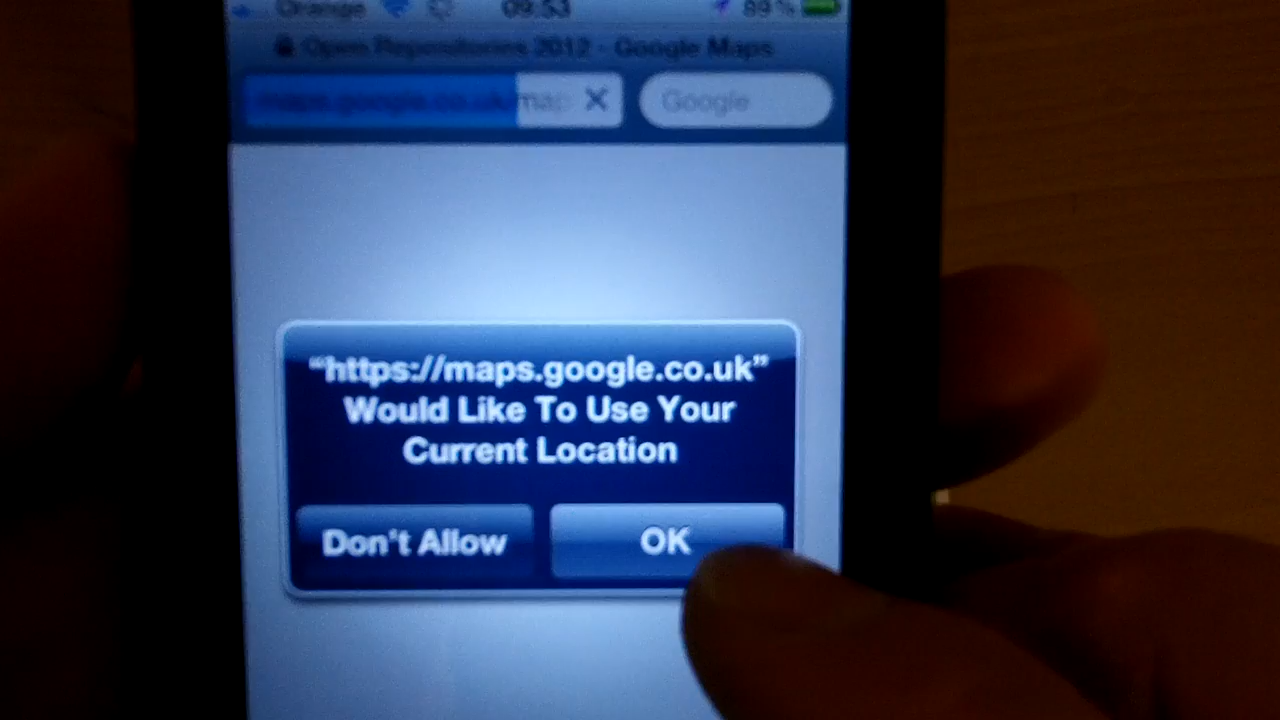 Orange 09:53 89%
Open Repositories 2012 - Google Maps
maps.google.co.uk/map Google
“https://maps.google.co.uk”
Would Like To Use Your
Current Location
Don't Allow OK